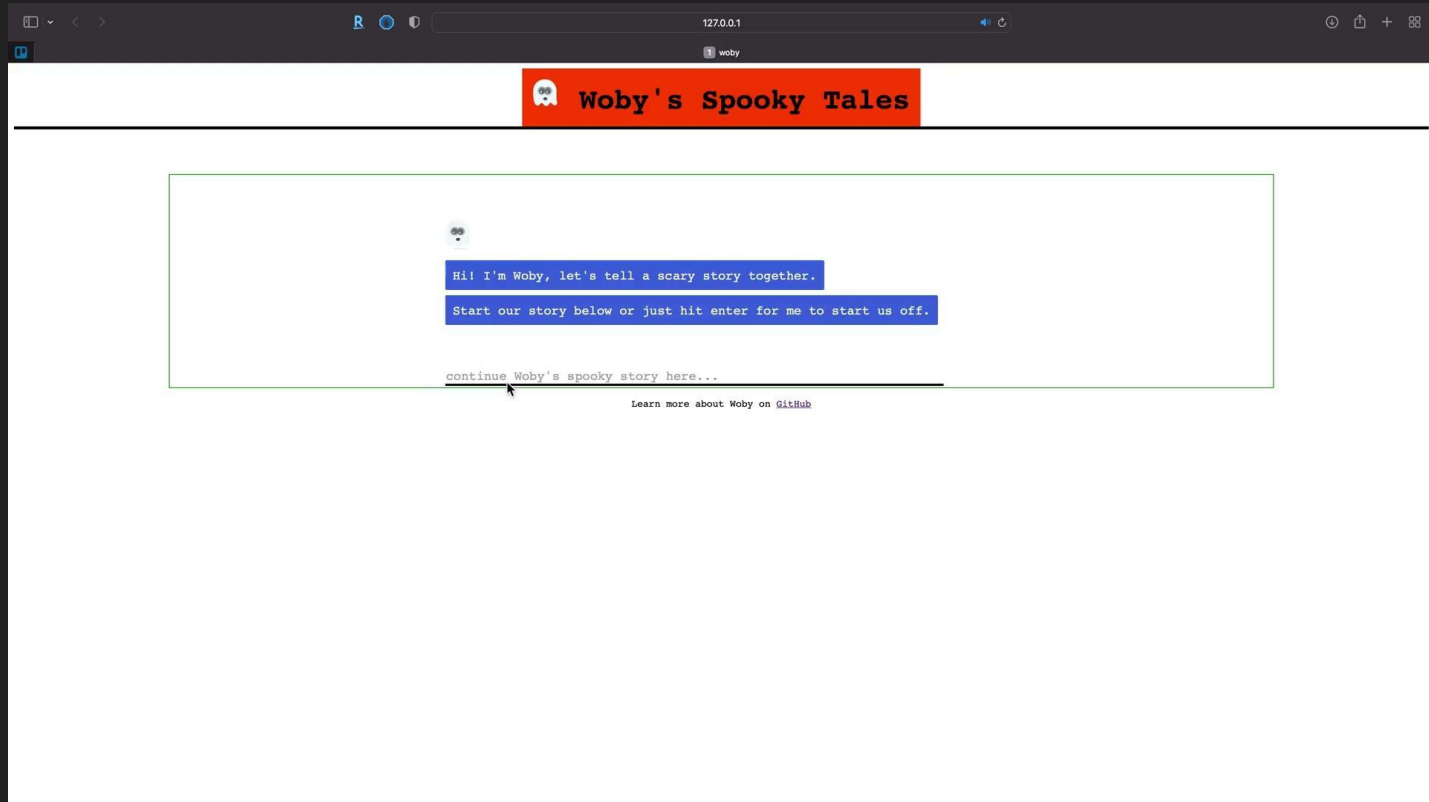 127.0.0.1
1 woby
Woby's Spooky Tales
Hi! I'm Woby, let's tell a scary story together.
Start our story below or just hit enter for me to start us off.
continue Woby's spooky story here...
Learn more about Woby on GitHub